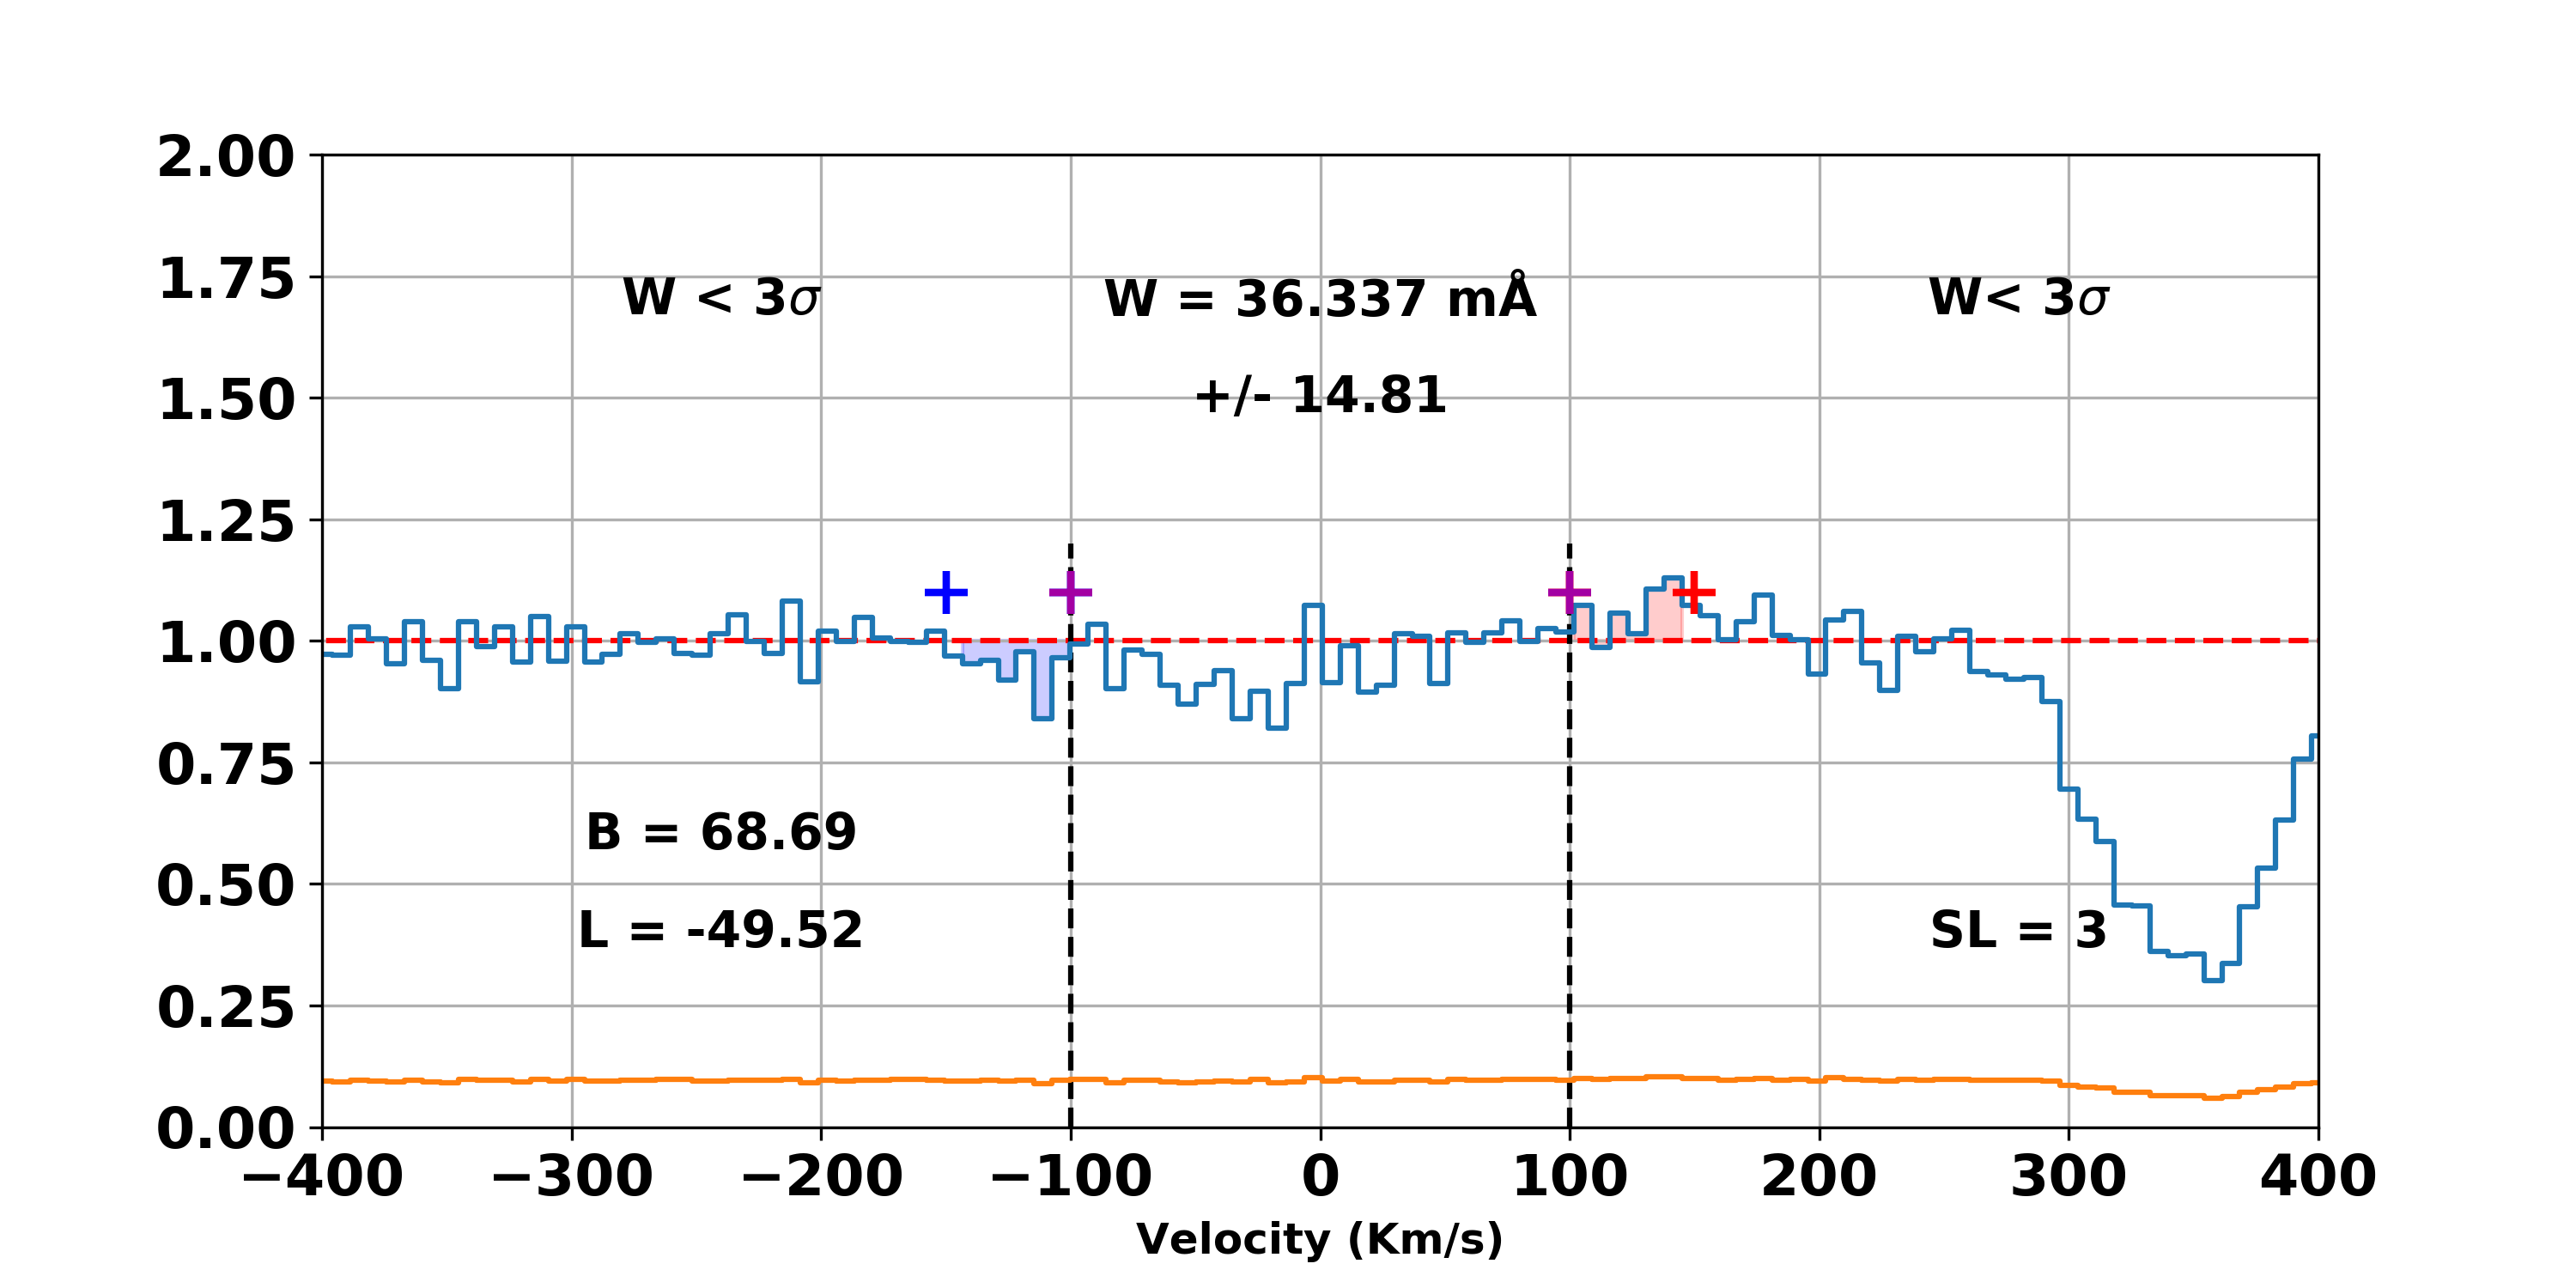 2.00
1.75
1.50
1.25
1.00
0.75
0.50
0.25
0.00
W < 3σ
W = 36.337 mÅ
+/- 14.81
W< 3σ
B = 68.69
L = -49.52
SL = 3
−400 −300 −200 −100 0 100 200 300 400
Velocity (Km/s)